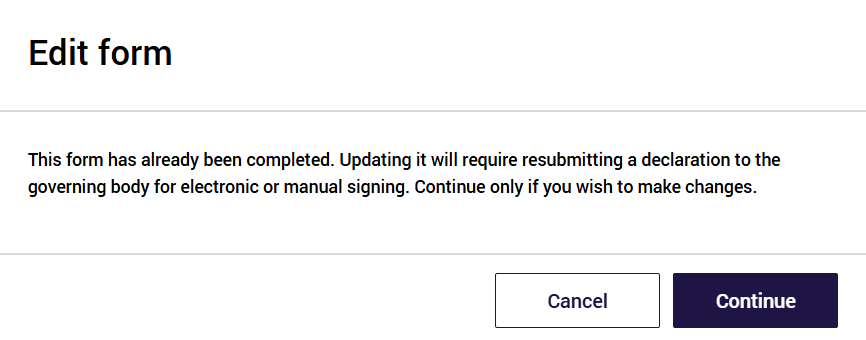 Edit form
This form has already been completed. Updating it will require resubmitting a declaration to the
governing body for electronic or manual signing. Continue only if you wish to make changes.
Cancel
Continue